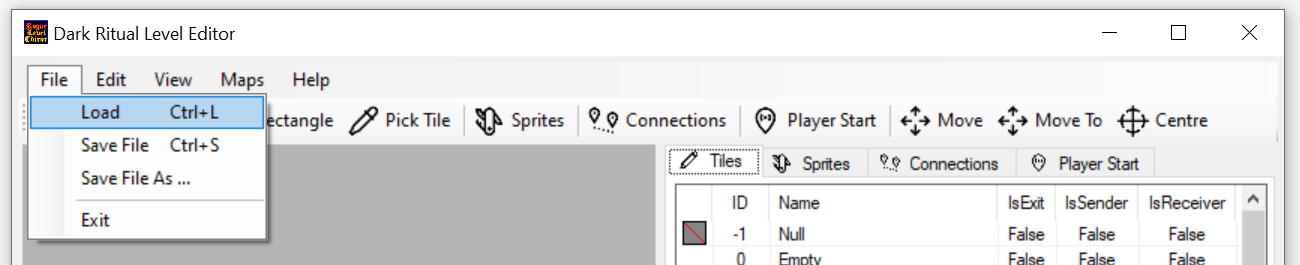 Rogue Level Editor
Dark Ritual Level Editor
File Edit View Maps Help
Load Ctrl+L
Save File Ctrl+S
Save File As ...
Exit
ectangle Pick Tile Sprites Connections Player Start Move Move To Centre
Tiles Sprites Connections Player Start
ID Name IsExit IsSender IsReceiver
-1 Null False False False
0 Empty False False False